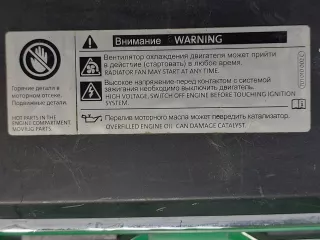 Внимание WARNING
Вентилятор охлаждения двигателя может прийти
в действие (стартовать) в любое время.
RADIATOR FAN MAY START AT ANY TIME.
Высокое напряжение-перед контактом с системой
зажигания необходимо выключить двигатель.
HIGH VOLTAGE. SWITCH OFF ENGINE BEFORE TOUCHING IGNITION
SYSTEM.
Перелив моторного масла может повредить катализатор.
OVERFILLED ENGINE OIL CAN DAMAGE CATALYST.
Горячие детали в
моторном отсеке.
Подвижные детали.
HOT PARTS IN THE
ENGINE COMPARTMENT
MOVING PARTS